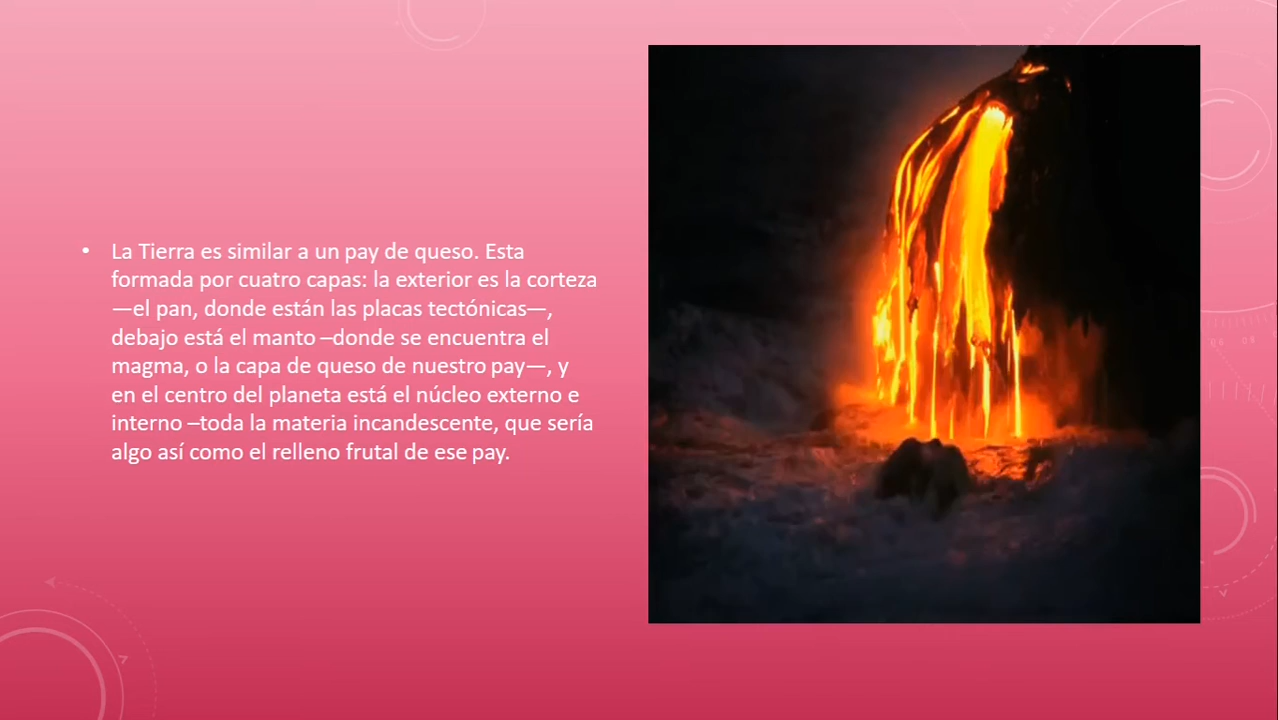 • La Tierra es similar a un pay de queso. Esta
formada por cuatro capas: la exterior es la corteza
—el pan, donde están las placas tectónicas—,
debajo está el manto –donde se encuentra el
magma, o la capa de queso de nuestro pay—, y
en el centro del planeta está el núcleo externo e
interno –toda la materia incandescente, que sería
algo así como el relleno frutal de ese pay.